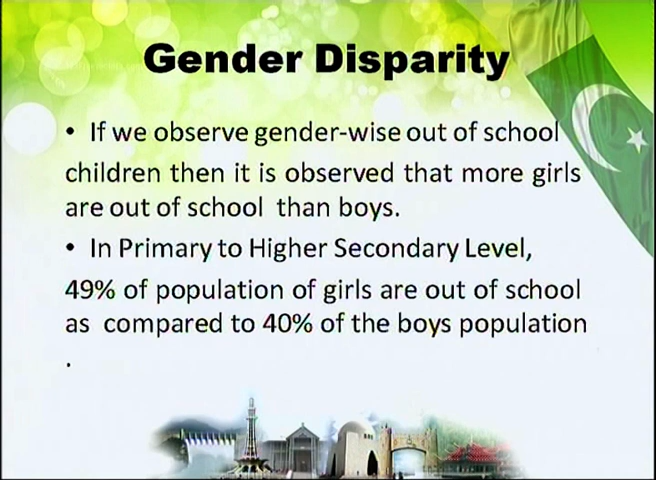 Gender Disparity
• If we observe gender-wise out of school
children then it is observed that more girls
are out of school than boys.
• In Primary to Higher Secondary Level,
49% of population of girls are out of school
as compared to 40% of the boys population
.